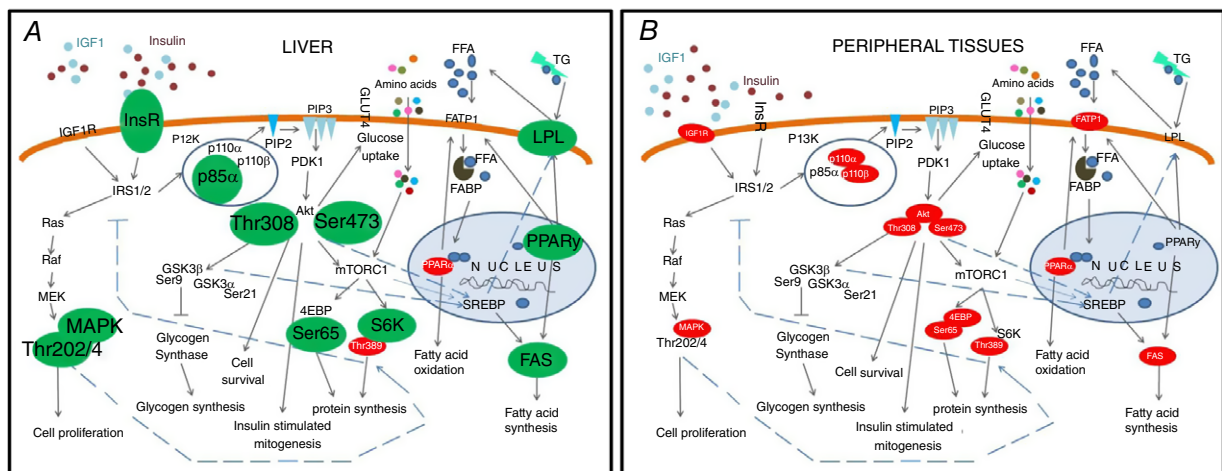 A
LIVER
IGF1
Insulin
FFA
TG
Amino acids
PIP3
GLUT4
IGF1R
InsR
P12K
p110α
p110β
p85α
PIP2
PDK1
Glucose
uptake
FATP1
LPL
FFA
FABP
IRS1/2
Ras
Raf
MEK
MAPK
Thr202/4
Thr308
Akt
Ser473
GSK3β
Ser9
GSK3α
Ser21
mTORC1
PPARα
PPARy
NUCLEUS
SREBP
4EBP
Ser65
S6K
Thr389
FAS
Glycogen
Synthase
Cell
survival
Fatty acid
oxidation
Glycogen synthesis
protein synthesis
Fatty acid
synthesis
Cell proliferation
Insulin stimulated
mitogenesis
B
PERIPHERAL TISSUES
IGF1
Insulin
FFA
TG
Amino acids
PIP3
GLUT4
IGF1R
InsR
P13K
p110α
p85α
p110β
PIP2
PDK1
Glucose
uptake
FATP1
LPL
FFA
FABP
IRS1/2
Ras
Raf
MEK
MAPK
Thr202/4
Akt
Thr308
Ser473
GSK3β
Ser9
GSK3α
Ser21
mTORC1
PPARα
PPARy
NUCLEUS
SREBP
4EBP
Ser65
S6K
Thr389
FAS
Glycogen
Synthase
Cell survival
Fatty acid
oxidation
Glycogen synthesis
protein synthesis
Fatty acid
synthesis
Cell proliferation
Insulin stimulated
mitogenesis